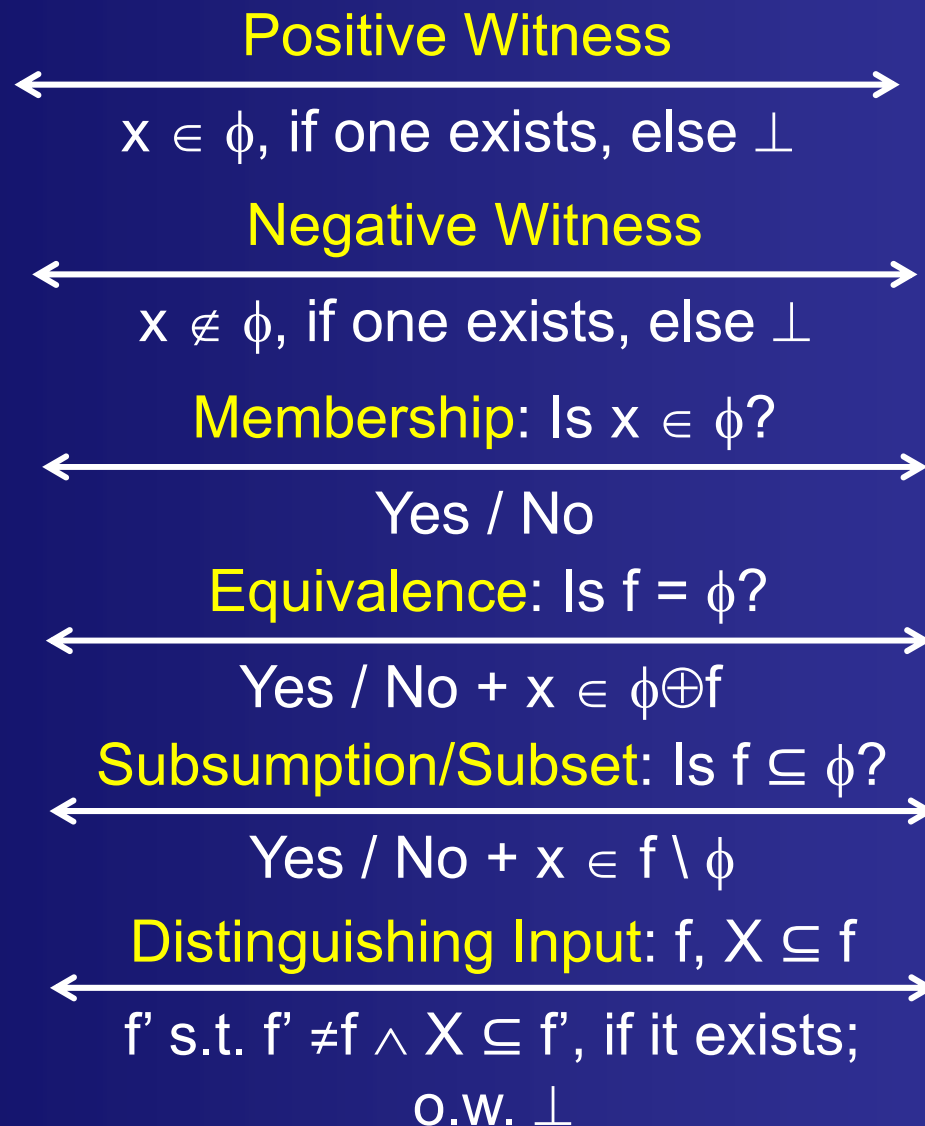 Positive Witness
x ∈ ϕ, if one exists, else ⊥
Negative Witness
x ∉ ϕ, if one exists, else ⊥
Membership: Is x ∈ ϕ?
Yes / No
Equivalence: Is f = ϕ?
Yes / No + x ∈ ϕ⊕f
Subsumption/Subset: Is f ⊆ ϕ?
Yes / No + x ∈ f \ ϕ
Distinguishing Input: f, X ⊆ f
f’ s.t. f’ ≠f ∧ X ⊆ f’, if it exists;
o.w. ⊥